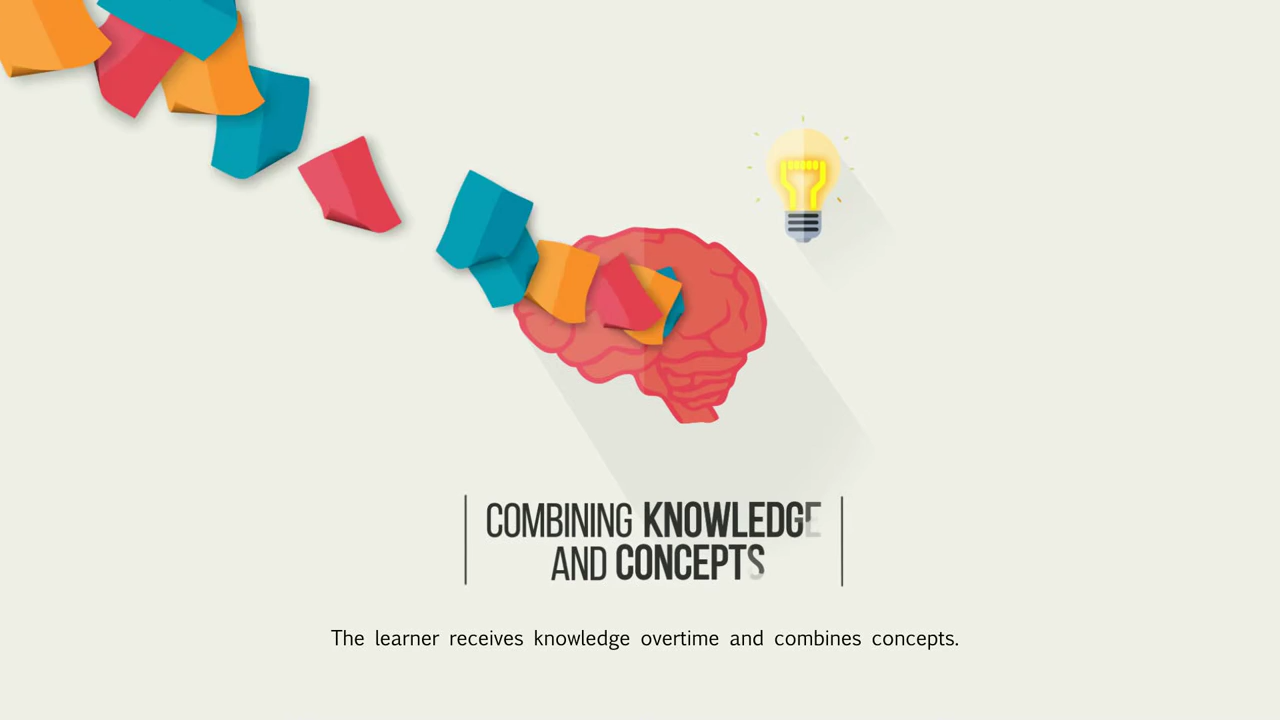 COMBINING KNOWLEDGE
AND CONCEPTS
The learner receives knowledge overtime and combines concepts.